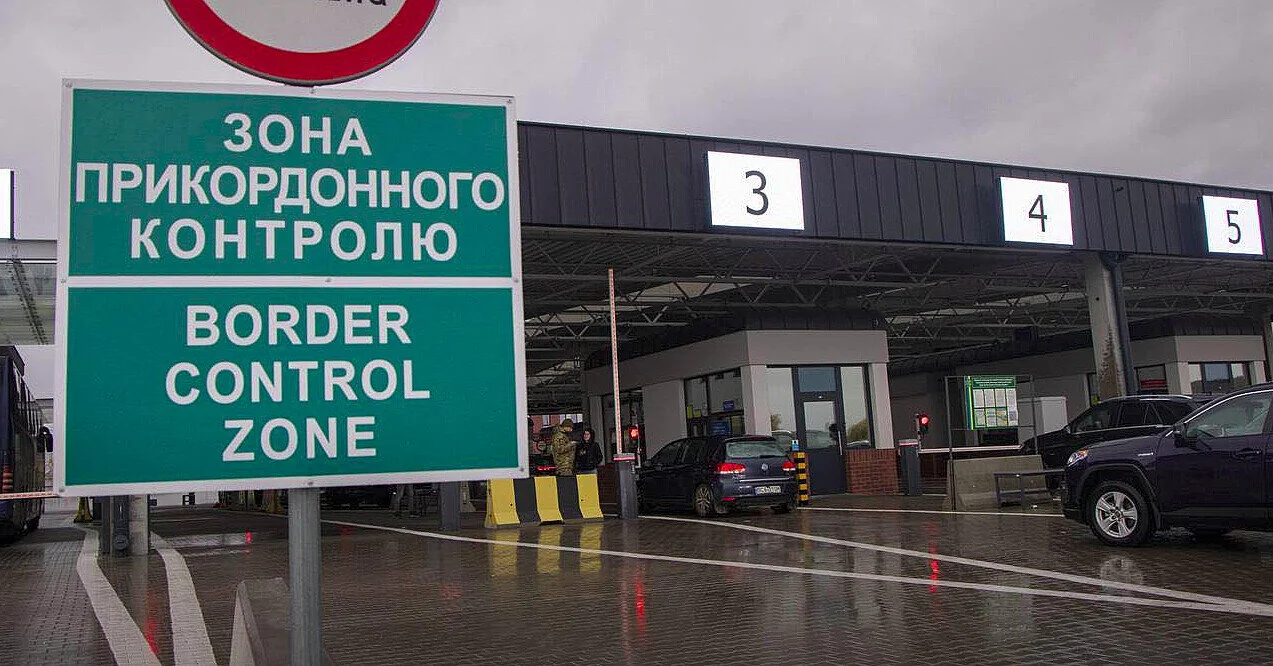 ЗОНА
ПРИКОРДОННОГО
КОНТРОЛЮ
BORDER
CONTROL
ZONE
3
4
5